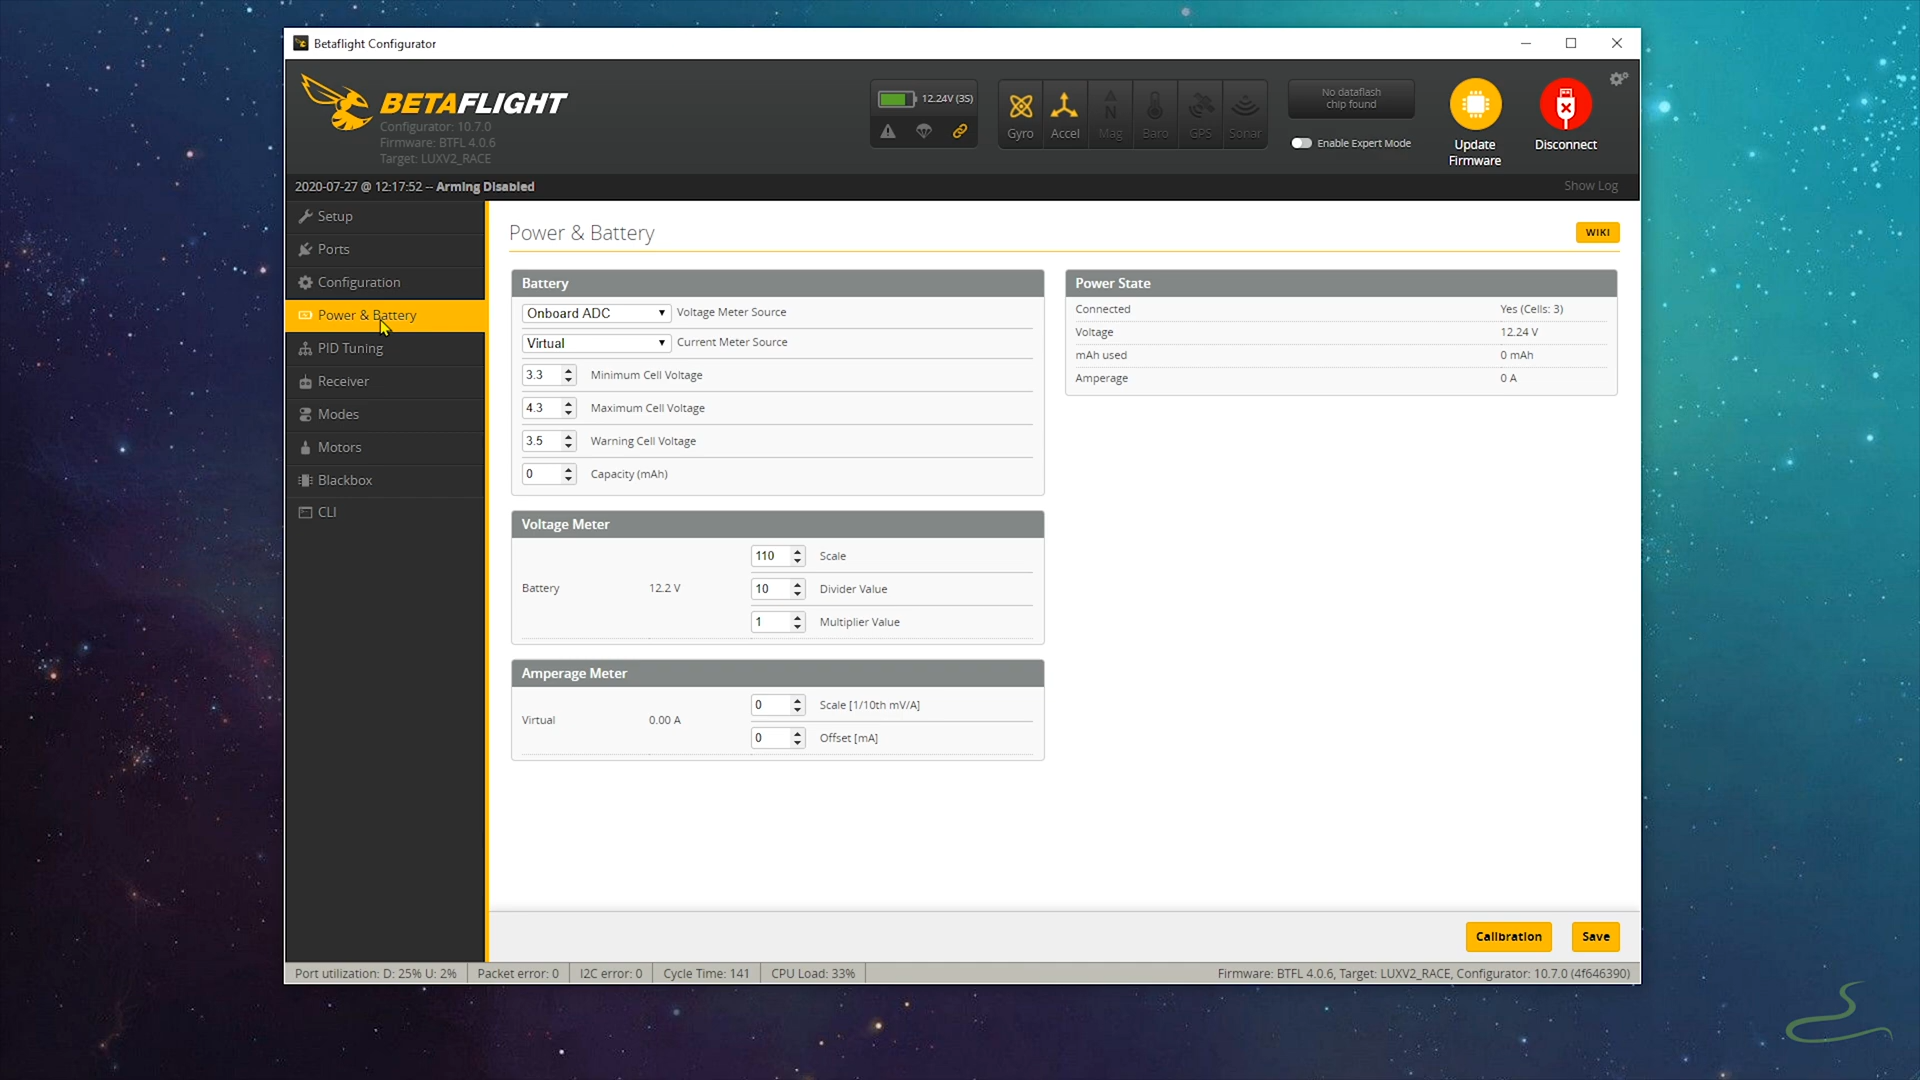 Betaflight Configurator
BETAFLIGHT
Configurator: 10.7.0
Firmware: BTFL 4.0.6
Target: LUXV2_RACE
12.24V (3S)
Gyro
Accel
Mag
Baro
GPS
Sonar
No dataflash
chip found
Enable Expert Mode
Update
Firmware
Disconnect
2020-07-27 @ 12:17:52 -- Arming Disabled
Show Log
Setup
Ports
Configuration
Power & Battery
PID Tuning
Receiver
Modes
Motors
Blackbox
CLI
Power & Battery
WIKI
Battery
Onboard ADC Voltage Meter Source
Virtual Current Meter Source
3.3 Minimum Cell Voltage
4.3 Maximum Cell Voltage
3.5 Warning Cell Voltage
0 Capacity (mAh)
Power State
Connected Yes (Cells: 3)
Voltage 12.24 V
mAh used 0 mAh
Amperage 0 A
Voltage Meter
Battery 12.2 V
110 Scale
10 Divider Value
1 Multiplier Value
Amperage Meter
Virtual 0.00 A
0 Scale [1/10th mV/A]
0 Offset [mA]
Calibration
Save
Port utilization: D: 25% U: 2% Packet error: 0 I2C error: 0 Cycle Time: 141 CPU Load: 33% Firmware: BTFL 4.0.6, Target: LUXV2_RACE, Configurator: 10.7.0 (4f646390)